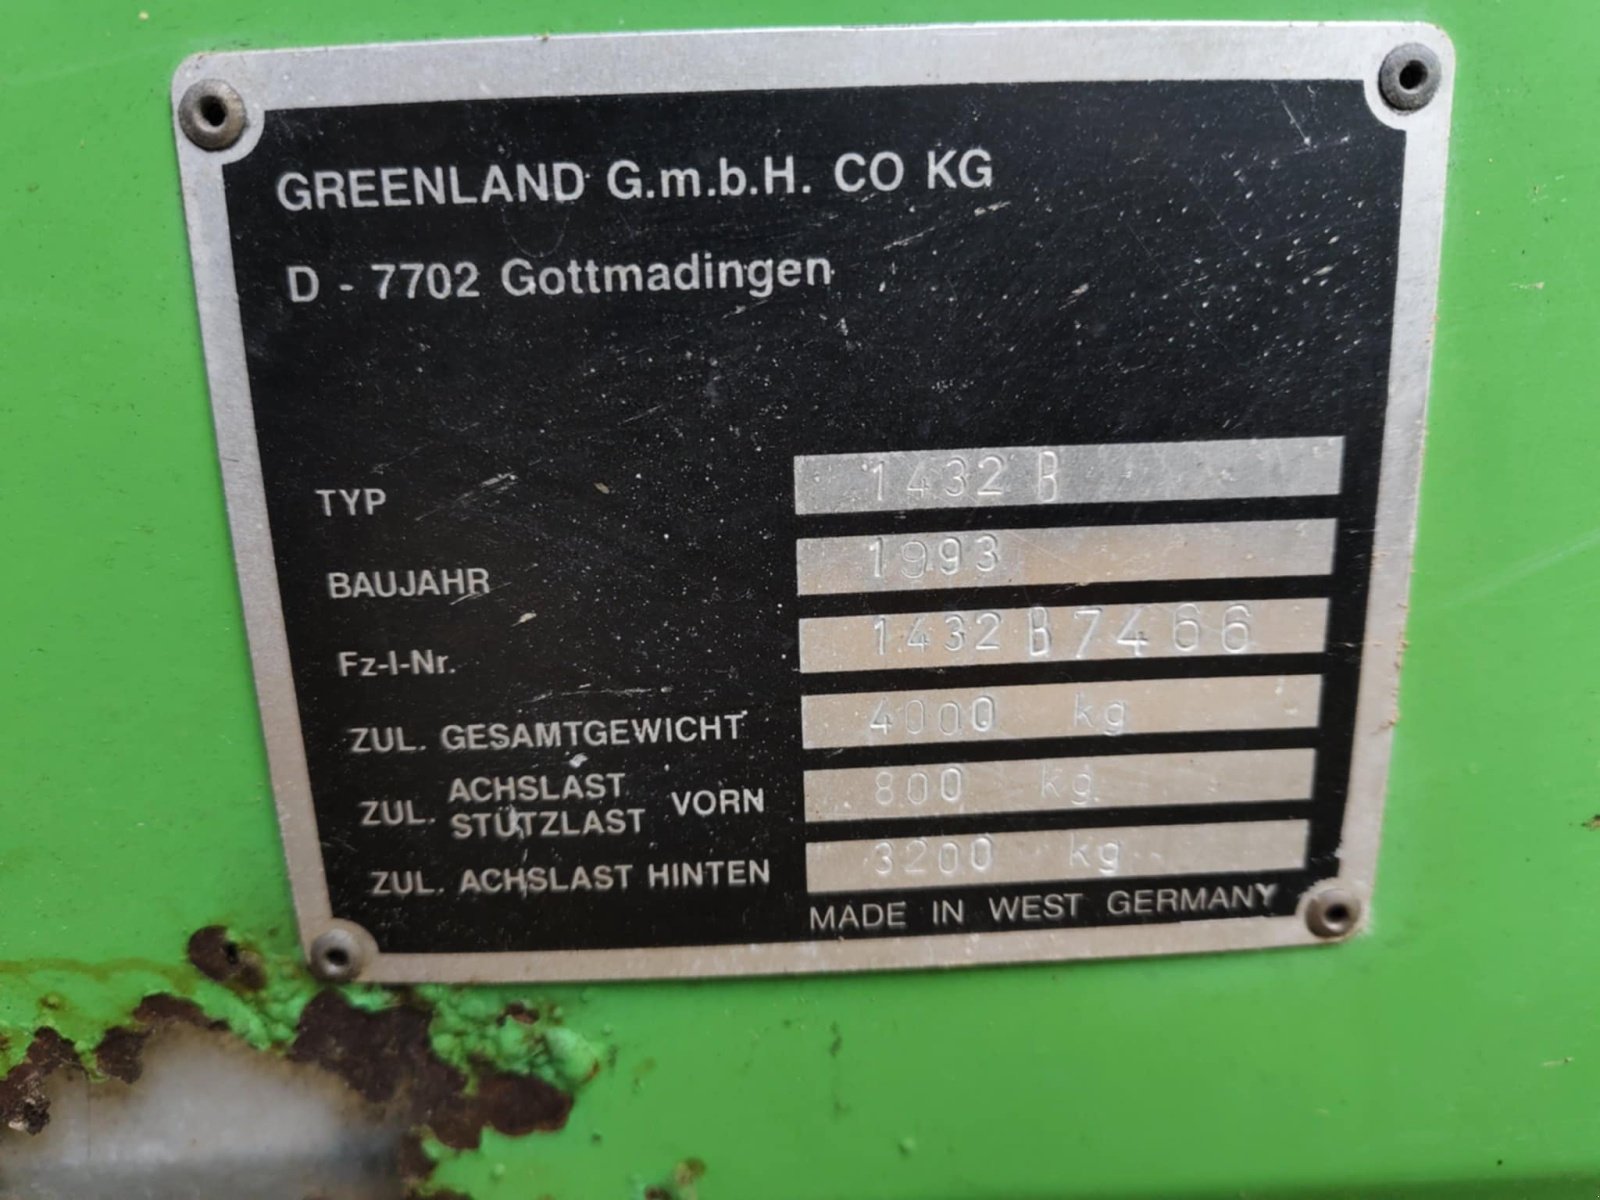 GREENLAND G.m.b.H. CO KG
D - 7702 Gottmadingen
TYP 1432 B
BAUJAHR 1993
Fz-I-Nr. 1432 B7466
ZUL. GESAMTGEWICHT 4000 kg
ZUL. ACHSLAST STÜTZLAST VORN 800 kg
ZUL. ACHSLAST HINTEN 3200 kg
MADE IN WEST GERMANY